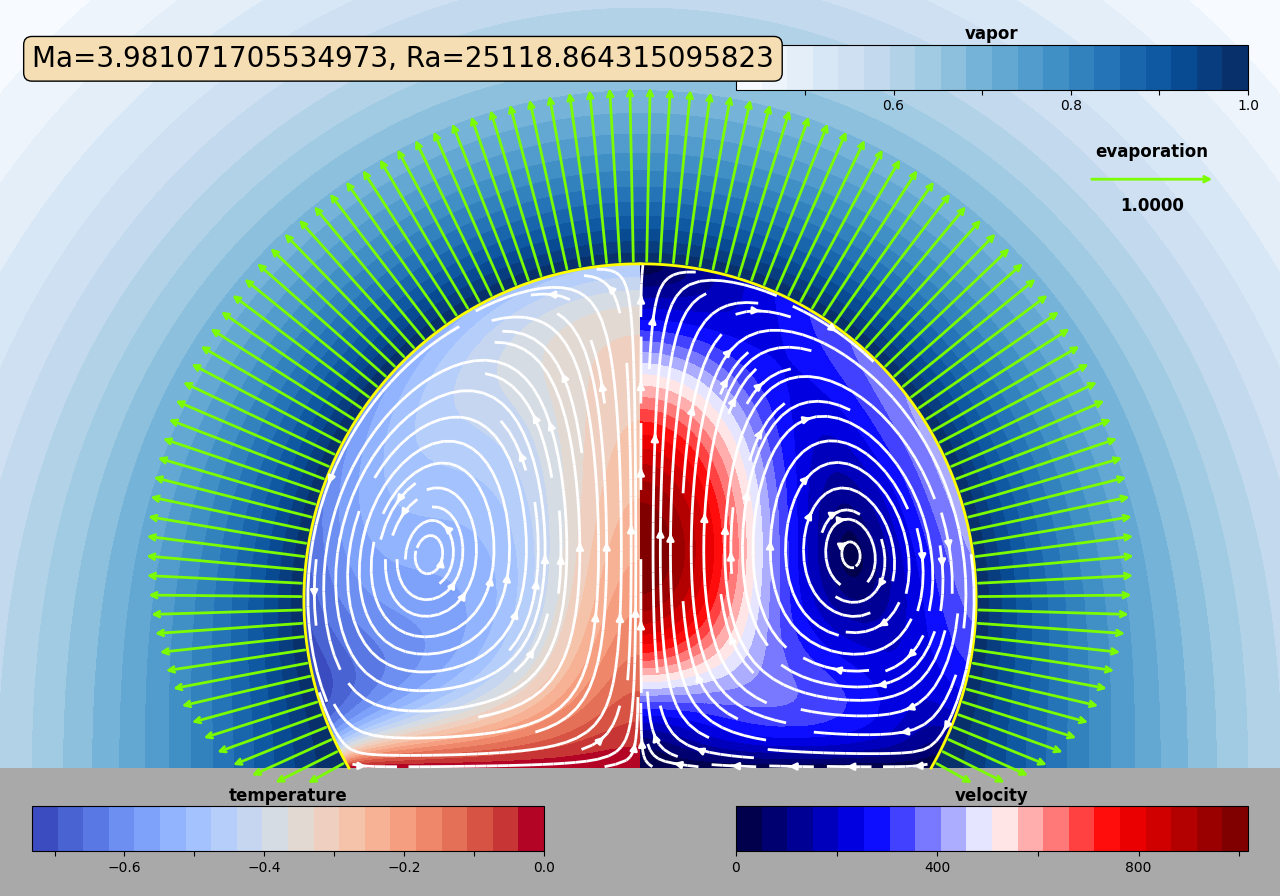 Ma=3.981071705534973, Ra=25118.864315095823
vapor
0.6 0.8 1.0
evaporation
1.0000
temperature
−0.6 −0.4 −0.2 0.0
velocity
0 400 800